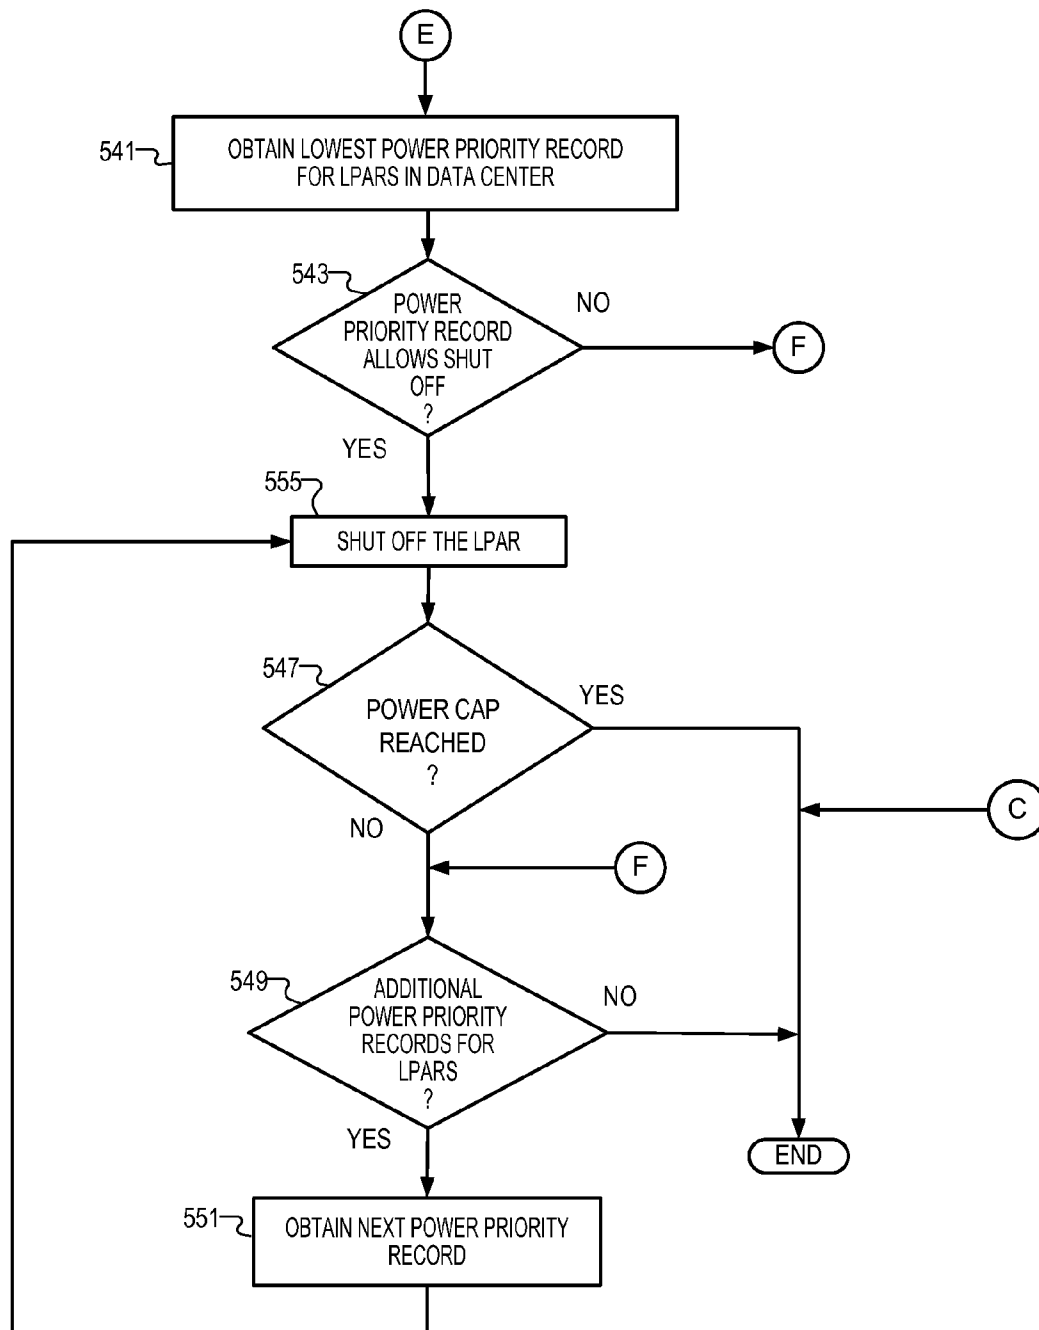 E
541
OBTAIN LOWEST POWER PRIORITY RECORD
FOR LPARS IN DATA CENTER
543
POWER
PRIORITY RECORD
ALLOWS SHUT
OFF
?
NO
F
YES
555
SHUT OFF THE LPAR
547
POWER CAP
REACHED
?
YES
C
NO
F
549
ADDITIONAL
POWER PRIORITY
RECORDS FOR
LPARS
?
NO
YES
END
551
OBTAIN NEXT POWER PRIORITY
RECORD